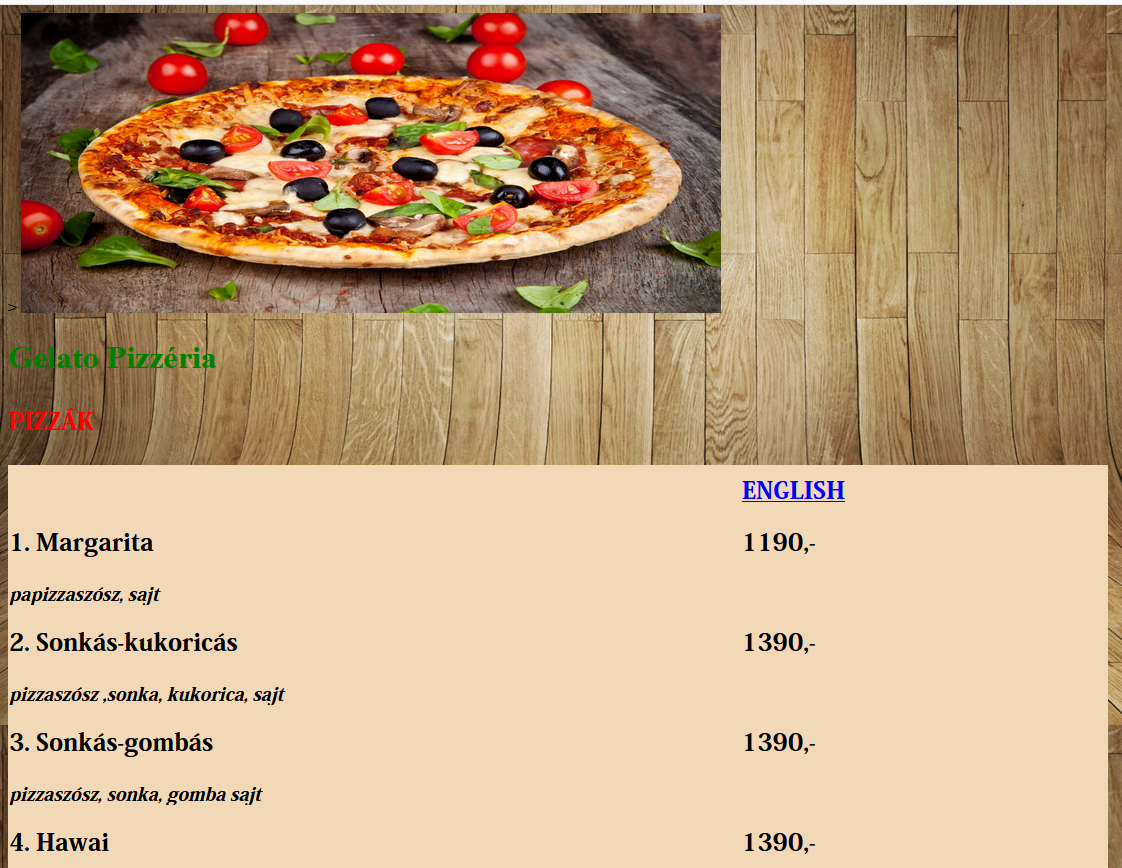 >
Gelato Pizzéria
PIZZÁK
ENGLISH
1. Margarita 1190,-
papizzaszósz, sajt
2. Sonkás-kukoricás 1390,-
pizzaszósz ,sonka, kukorica, sajt
3. Sonkás-gombás 1390,-
pizzaszósz, sonka, gomba sajt
4. Hawai 1390,-